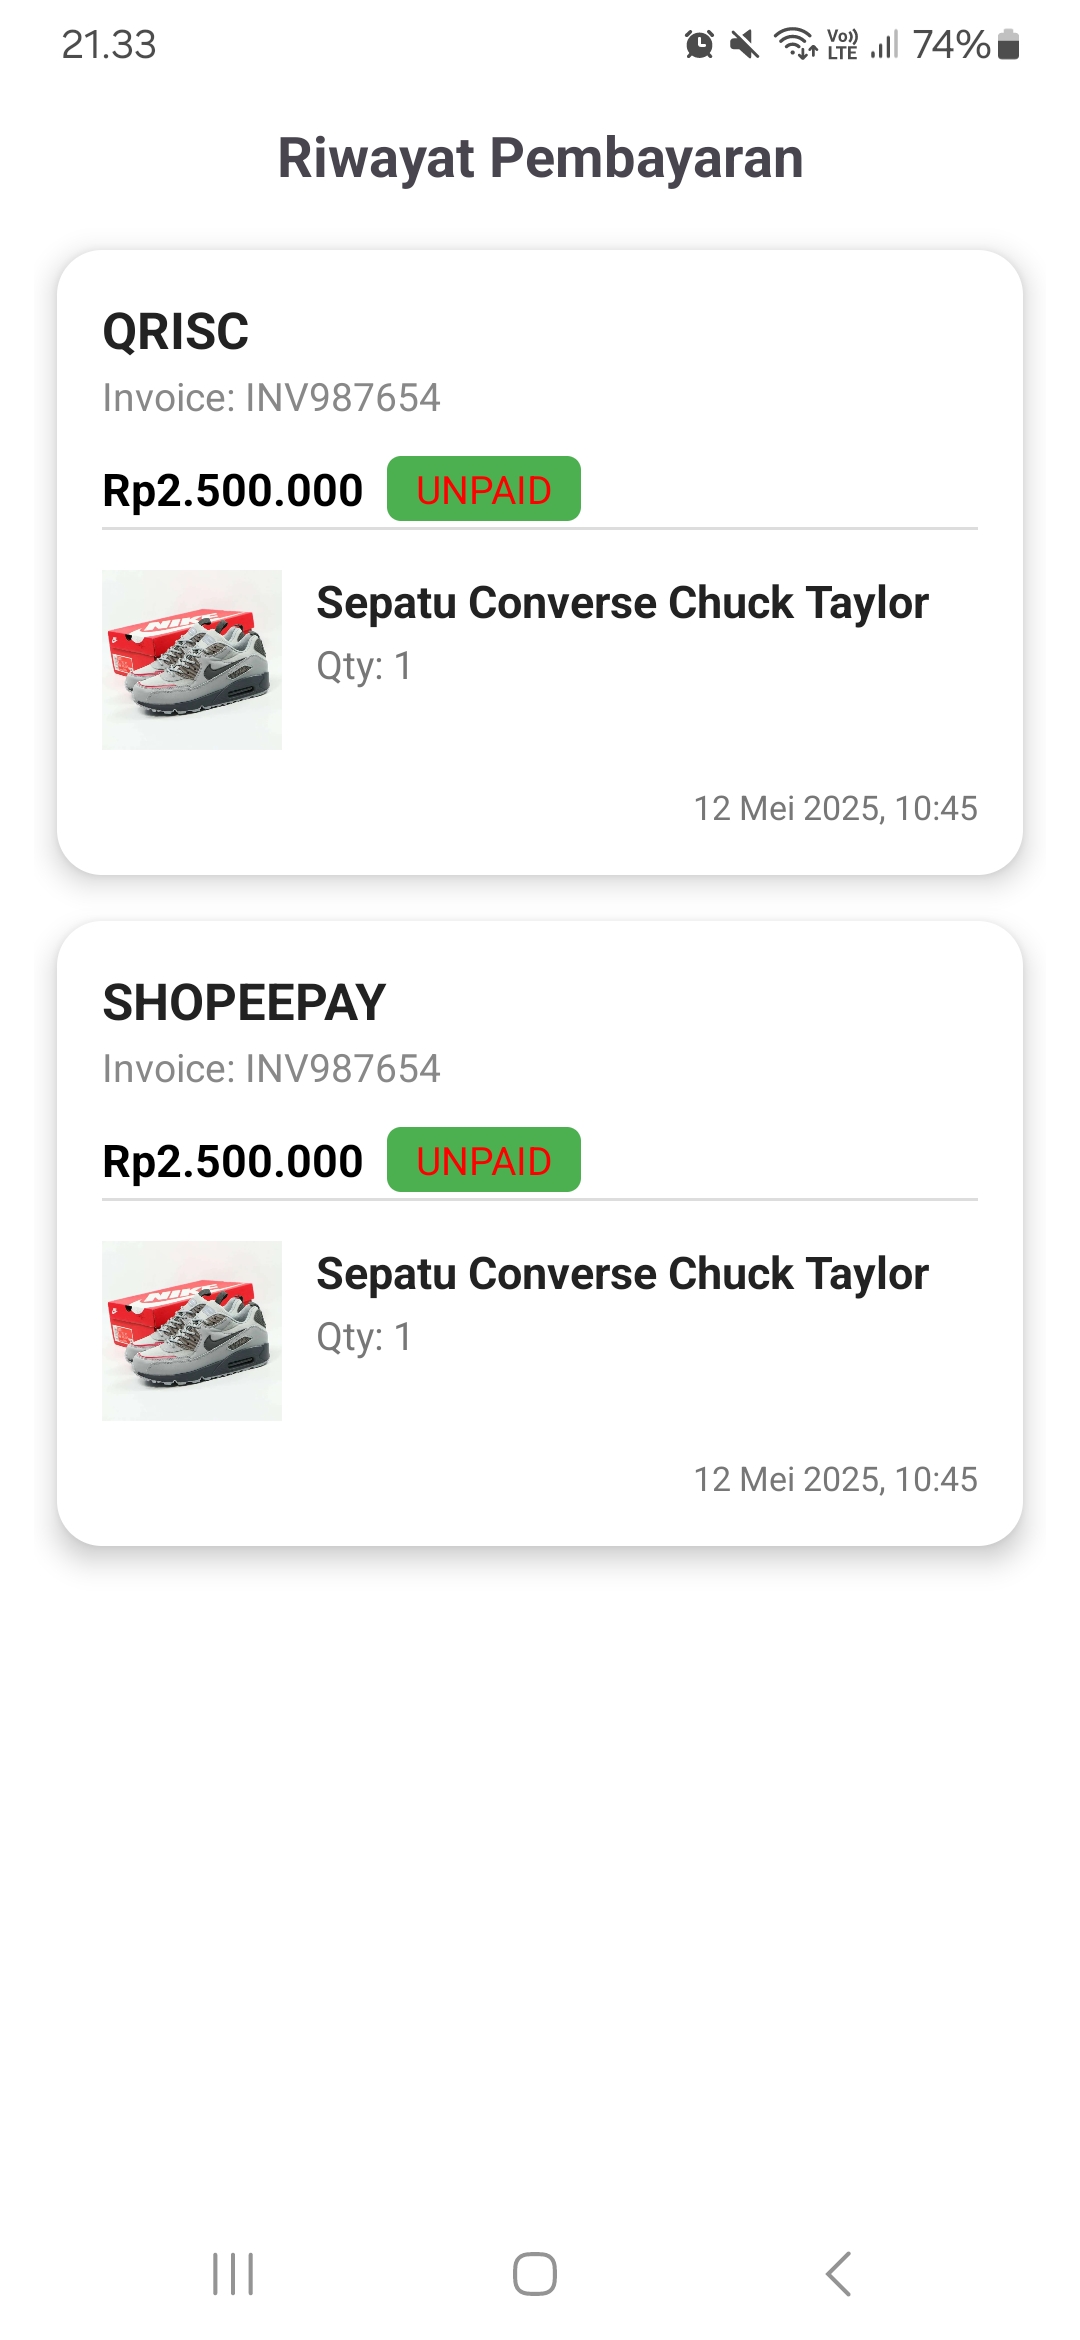 21.33
Vo)) LTE 74%
Riwayat Pembayaran
QRISC
Invoice: INV987654
Rp2.500.000 UNPAID
NIKE
Sepatu Converse Chuck Taylor
Qty: 1
12 Mei 2025, 10:45
SHOPEEPAY
Invoice: INV987654
Rp2.500.000 UNPAID
NIKE
Sepatu Converse Chuck Taylor
Qty: 1
12 Mei 2025, 10:45